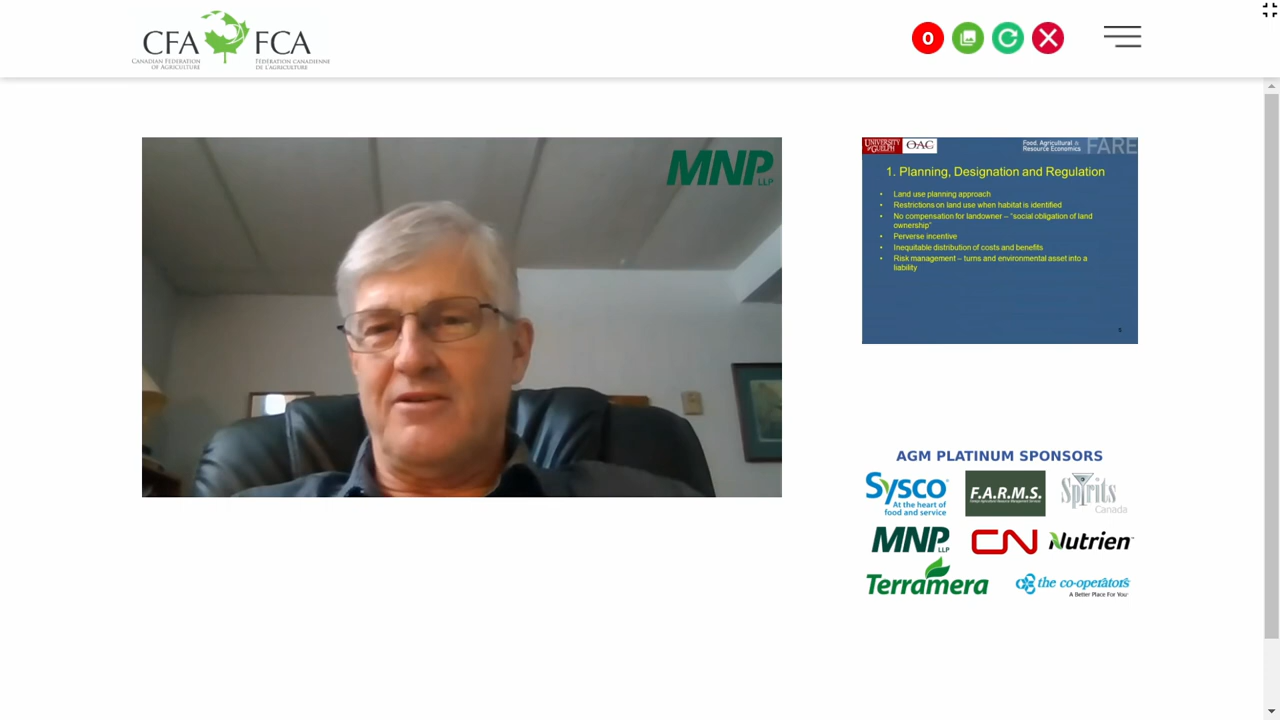 CFA FCA
CANADIAN FEDERATION OF AGRICULTURE
FÉDÉRATION CANADIENNE DE L'AGRICULTURE
0
MNP
LLP
UNIVERSITY of GUELPH
OAC
Food, Agricultural &
Resource Economics
FARE
1. Planning, Designation and Regulation
• Land use planning approach
• Restrictions on land use when habitat is identified
• No compensation for landowner – “social obligation of land
ownership”
• Perverse incentive
• Inequitable distribution of costs and benefits
• Risk management – turns and environmental asset into a
liability
5
AGM PLATINUM SPONSORS
Sysco
At the heart of
food and service
F.A.R.M.S.
Spirits
Canada
MNP
LLP
CN
Nutrien
Terramera
the co-operators
A Better Place For You